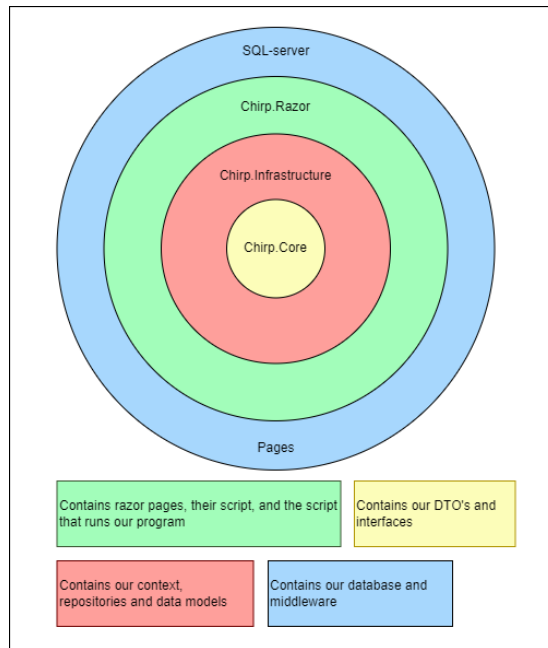 SQL-server
Chirp.Razor
Chirp.Infrastructure
Chirp.Core
Pages
Contains razor pages, their script, and the script
that runs our program
Contains our DTO's and
interfaces
Contains our context,
repositories and data models
Contains our database and
middleware